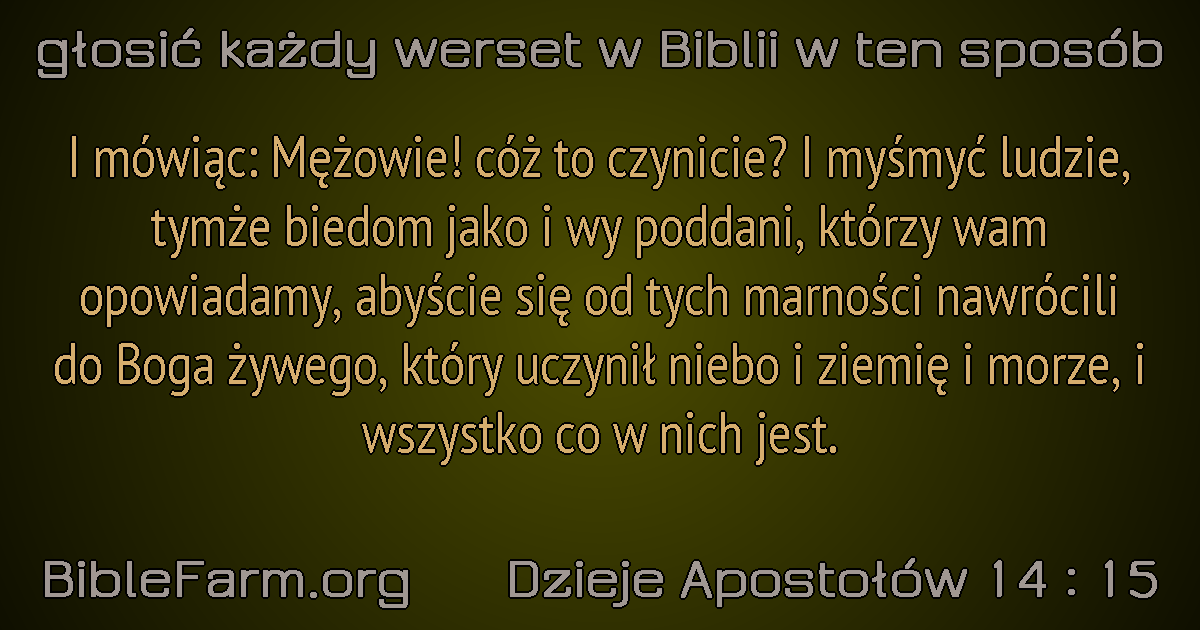 głosić każdy werset w Biblii w ten sposób
I mówiąc: Mężowie! cóż to czynicie? I myśmyć ludzie,
tymże biedom jako i wy poddani, którzy wam
opowiadamy, abyście się od tych marności nawrócili
do Boga żywego, który uczynił niebo i ziemię i morze, i
wszystko co w nich jest.
BibleFarm.org Dzieje Apostołów 14 : 15